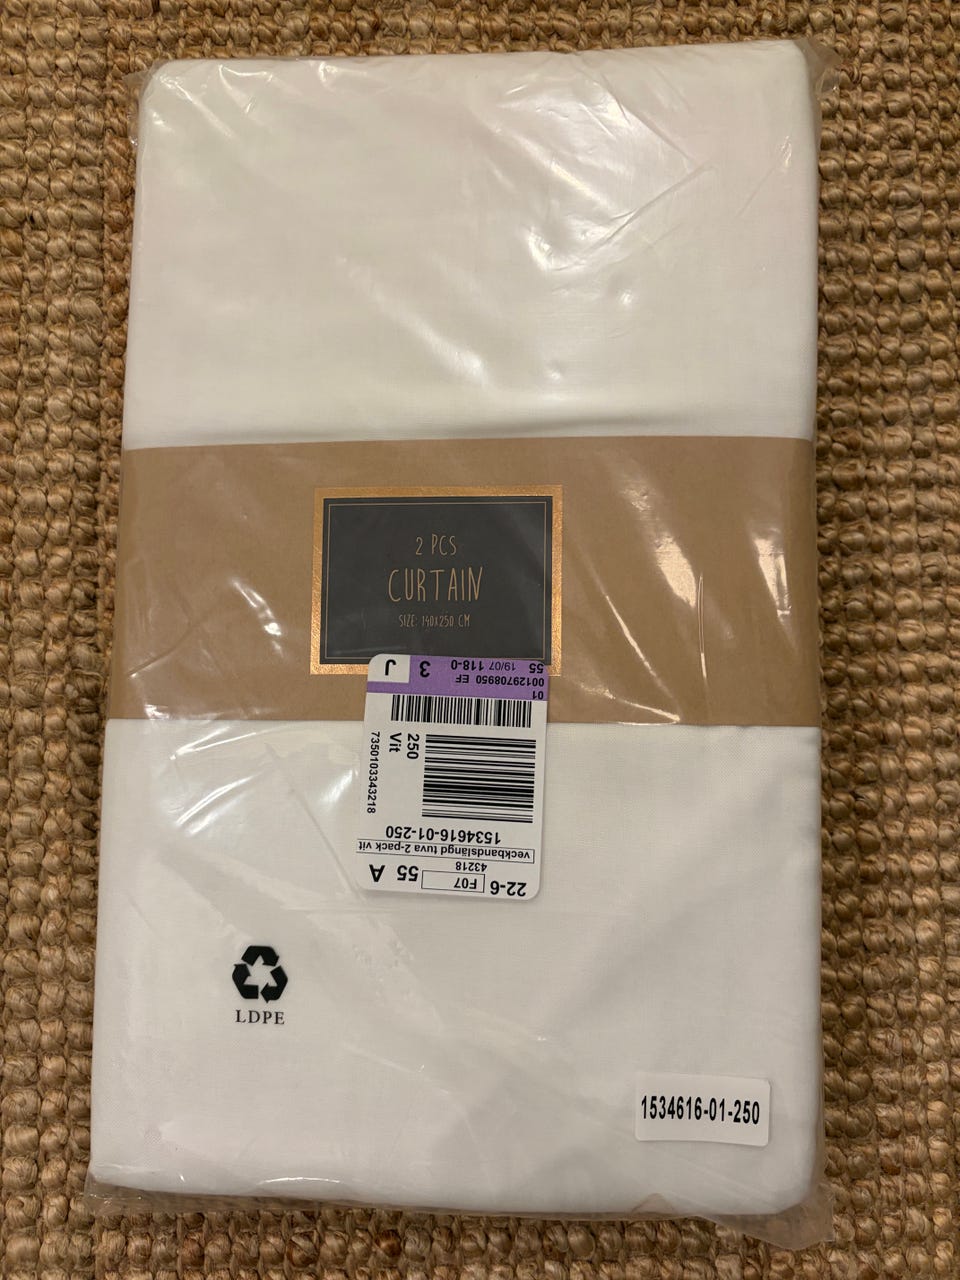 2 PCS
CURTAIN
SIZE: 140X250 CM
22-6 F07 55 A
43218
veckbandslängd tuva 2-pack vit
1534616-01-250
7350103343218
250
Vit
01
00129708950 EF
55 19/07 118-0 3 J
LDPE
1534616-01-250